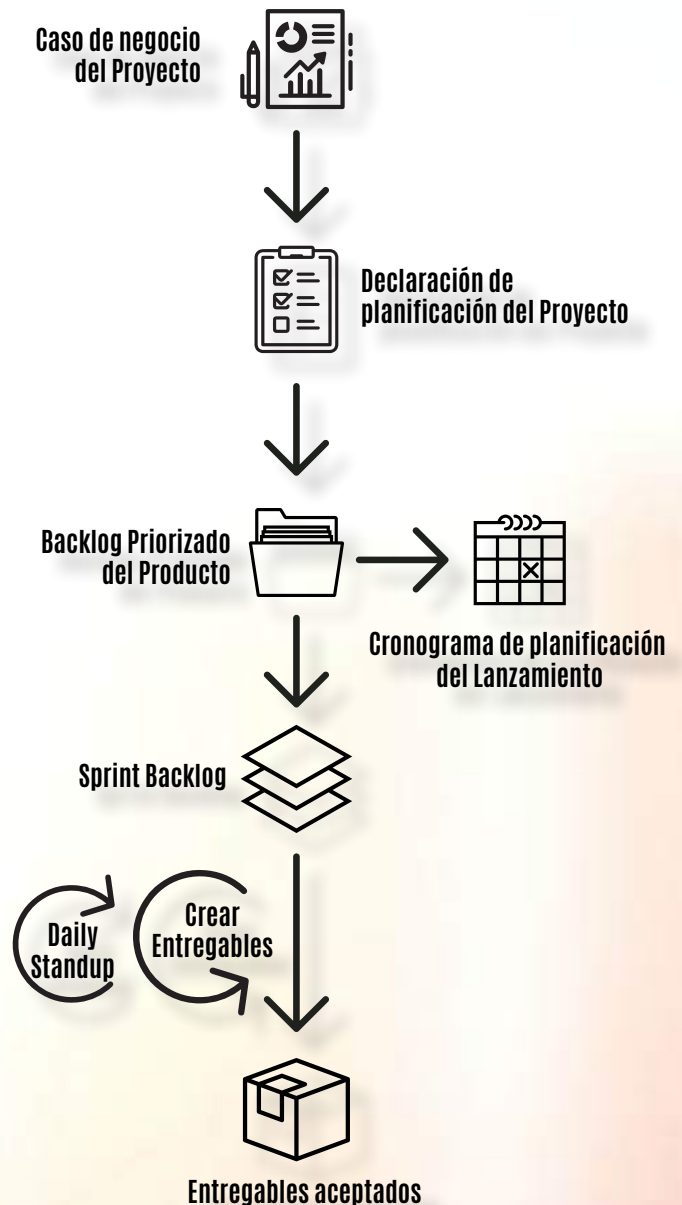 Caso de negocio
del Proyecto
Declaración de
planificación del Proyecto
Backlog Priorizado
del Producto
Cronograma de planificación
del Lanzamiento
Sprint Backlog
Daily
Standup
Crear
Entregables
Entregables aceptados